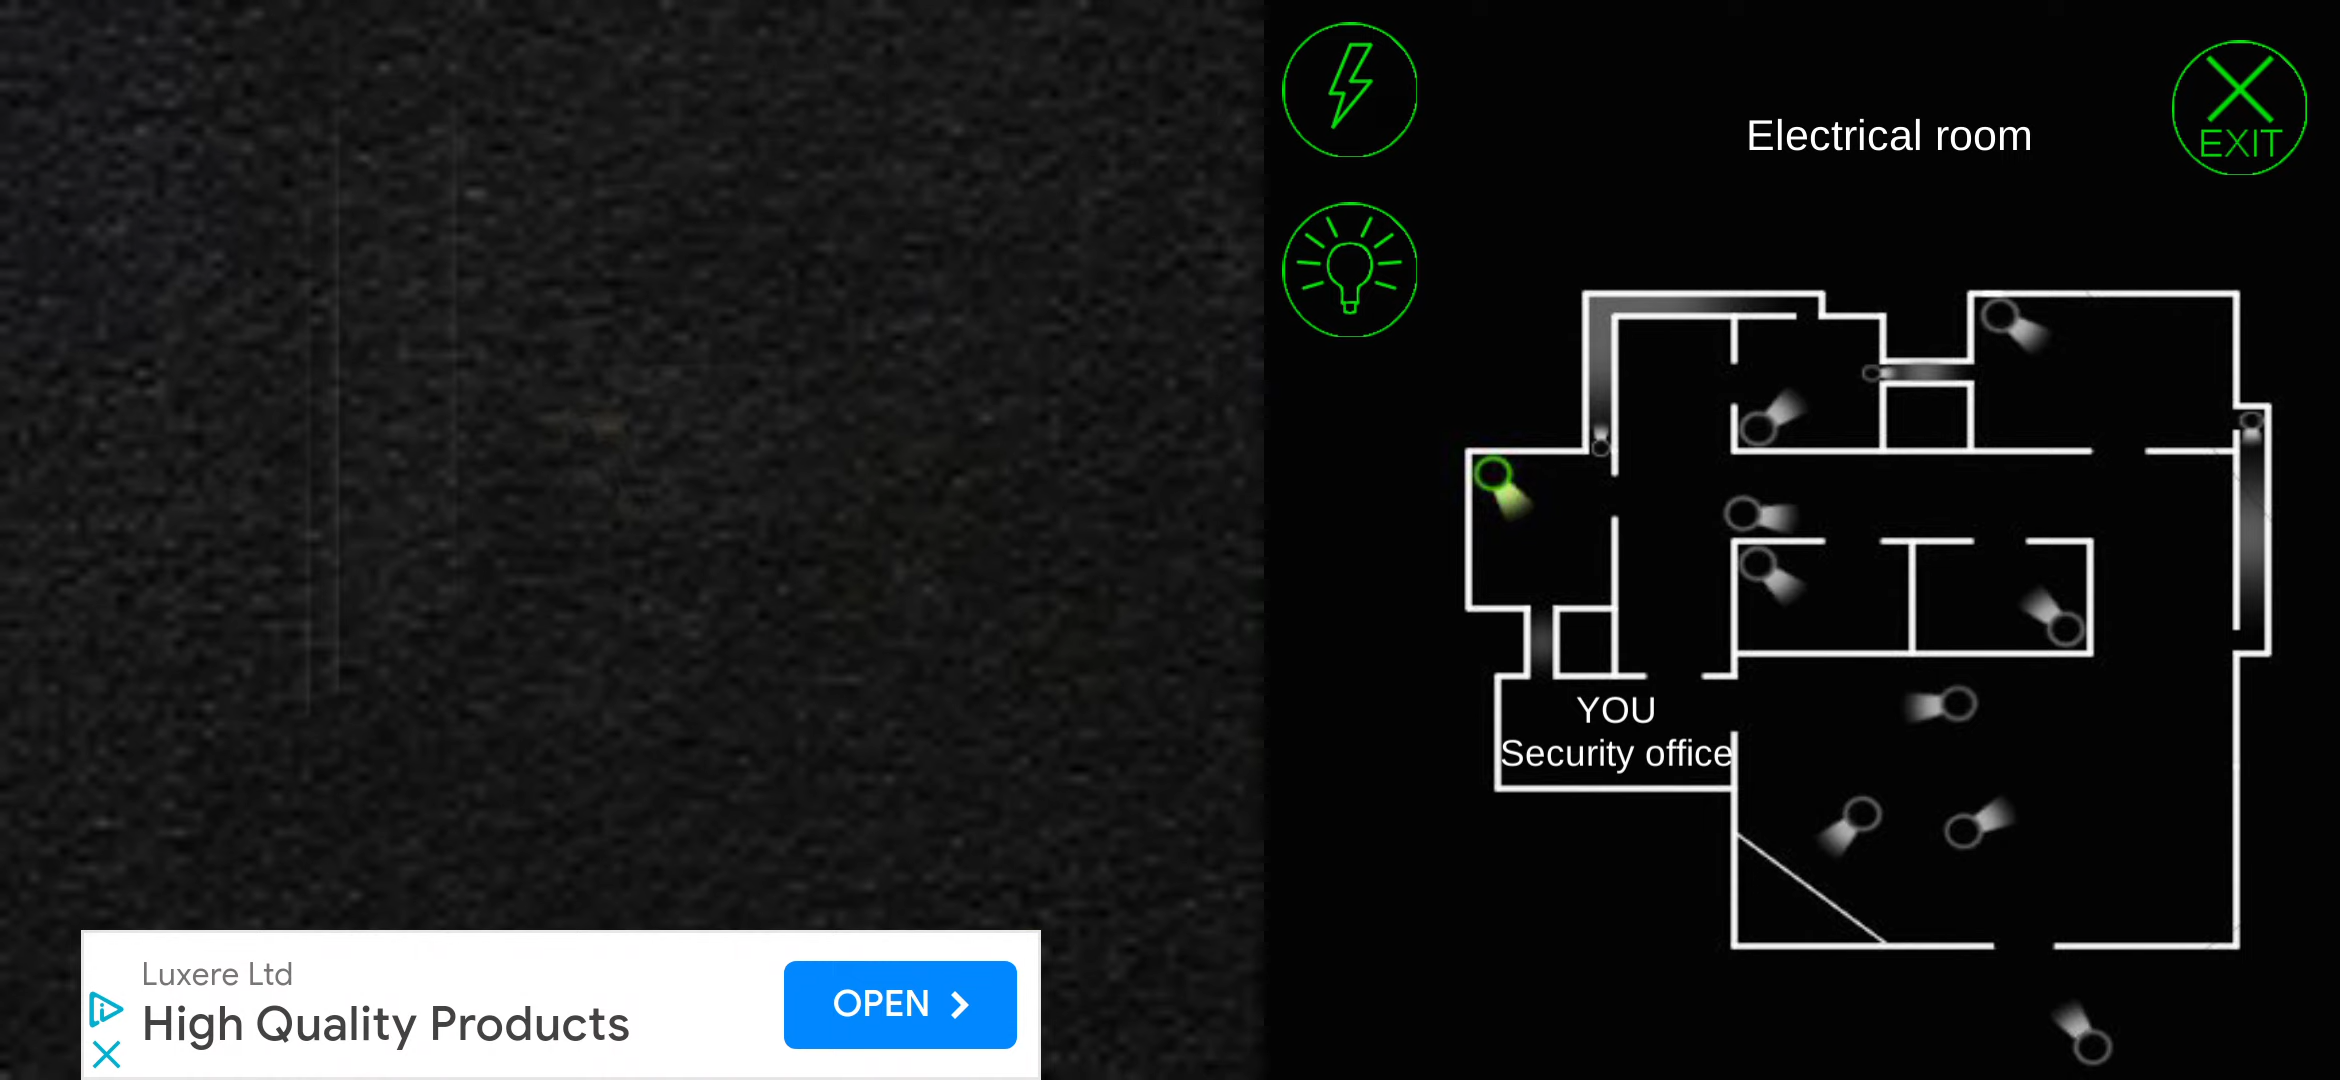 Electrical room
EXIT
YOU
Security office
Luxere Ltd
High Quality Products
OPEN